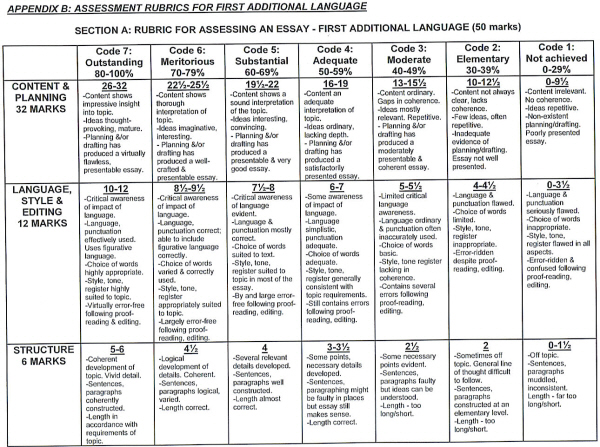 APPENDIX B: ASSESSMENT RUBRICS FOR FIRST ADDITIONAL LANGUAGE
SECTION A: RUBRIC FOR ASSESSING AN ESSAY - FIRST ADDITIONAL LANGUAGE (50 marks)
Code 7:
Outstanding
80-100%
Code 6:
Meritorious
70-79%
Code 5:
Substantial
60-69%
Code 4:
Adequate
50-59%
Code 3:
Moderate
40-49%
Code 2:
Elementary
30-39%
Code 1:
Not achieved
0-29%
CONTENT &
PLANNING
32 MARKS
26-32
-Content shows
impressive insight
into topic.
-Ideas thought-
provoking, mature.
- Planning &/or
drafting has
produced a virtually
flawless,
presentable essay.
22½-25½
-Content shows
thorough
interpretation of
topic.
-Ideas imaginative,
interesting.
- Planning &/or
drafting has
produced a well-
crafted &
presentable essay.
19½-22
-Content shows a
sound interpretation
of the topic.
-Ideas interesting,
convincing.
- Planning &/or
drafting has
produced a
presentable & very
good essay.
16-19
-Content an
adequate
interpretation of
topic.
-Ideas ordinary,
lacking depth.
- Planning &/or
drafting has
produced a
satisfactorily
presented essay.
13-15½
-Content ordinary.
Gaps in coherence.
-Ideas mostly
relevant. Repetitive.
- Planning &/or
drafting has
produced a
moderately
presentable &
coherent essay.
10-12½
-Content not always
clear, lacks
coherence.
-Few ideas, often
repetitive.
-Inadequate
evidence of
planning/drafting.
Essay not well
presented.
0-9½
-Content irrelevant.
No coherence.
-Ideas repetitive.
-Non-existent
planning/drafting.
Poorly presented
essay.
LANGUAGE,
STYLE &
EDITING
12 MARKS
10-12
-Critical awareness
of impact of
language.
-Language,
punctuation
effectively used.
Uses figurative
language.
-Choice of words
highly appropriate.
-Style, tone,
register highly
suited to topic.
-Virtually error-free
following proof-
reading & editing.
8½-9½
-Critical awareness
of impact of
language.
-Language,
punctuation correct;
able to include
figurative language
correctly.
-Choice of words
varied & correctly
used.
-Style, tone,
register
appropriately suited
to topic.
-Largely error-free
following proof-
reading, editing.
7½-8
-Critical awareness
of language
evident.
-Language &
punctuation mostly
correct.
-Choice of words
suited to text.
-Style, tone,
register suited to
topic in most of the
essay.
-By and large error-
free following proof-
reading, editing.
6-7
-Some awareness
of impact of
language.
-Language
simplistic,
punctuation
adequate.
-Choice of words
adequate.
-Style, tone,
register generally
consistent with
topic requirements.
-Still contains errors
following proof-
reading, editing.
5-5½
-Limited critical
language
awareness.
-Language ordinary
& punctuation often
inaccurately used.
-Choice of words
basic.
-Style, tone register
lacking in
coherence.
-Contains several
errors following
proof-reading,
editing.
4-4½
-Language &
punctuation flawed.
-Choice of words
limited.
-Style, tone,
register
inappropriate.
-Error-ridden
despite proof-
reading, editing.
0-3½
-Language &
punctuation
seriously flawed.
-Choice of words
inappropriate.
-Style, tone,
register flawed in all
aspects.
-Error-ridden &
confused following
proof-reading,
editing.
STRUCTURE
6 MARKS
5-6
-Coherent
development of
topic. Vivid detail.
-Sentences,
paragraphs
coherently
constructed.
-Length in
accordance with
requirements of
topic.
4½
-Logical
development of
details. Coherent.
-Sentences,
paragraphs logical,
varied.
-Length correct.
4
-Several relevant
details developed.
-Sentences,
paragraphs well
constructed.
-Length almost
correct.
3-3½
-Some points,
necessary details
developed.
-Sentences,
paragraphing might
be faulty in places
but essay still
makes sense.
-Length almost
correct.
2½
-Some necessary
points evident.
-Sentences,
paragraphs faulty
but ideas can be
understood.
-Length - too
long/short.
2
-Sometimes off
topic. General line
of thought difficult
to follow.
-Sentences,
paragraphs
constructed at an
elementary level.
-Length - too
long/short.
0-1½
-Off topic.
-Sentences,
paragraphs
muddled,
inconsistent.
Length - far too
long/short.